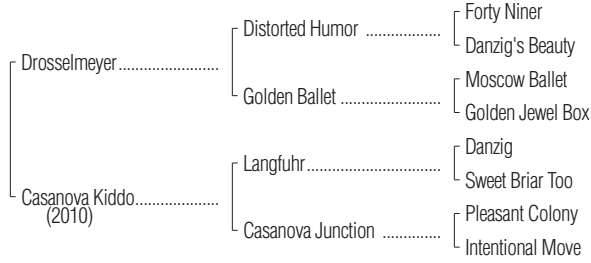 Forty Niner
Distorted Humor ..................
Danzig's Beauty
Drosselmeyer........................
Moscow Ballet
Golden Ballet ........................
Golden Jewel Box
Danzig
Langfuhr................................
Sweet Briar Too
Casanova Kiddo....................
(2010)
Pleasant Colony
Casanova Junction ..............
Intentional Move